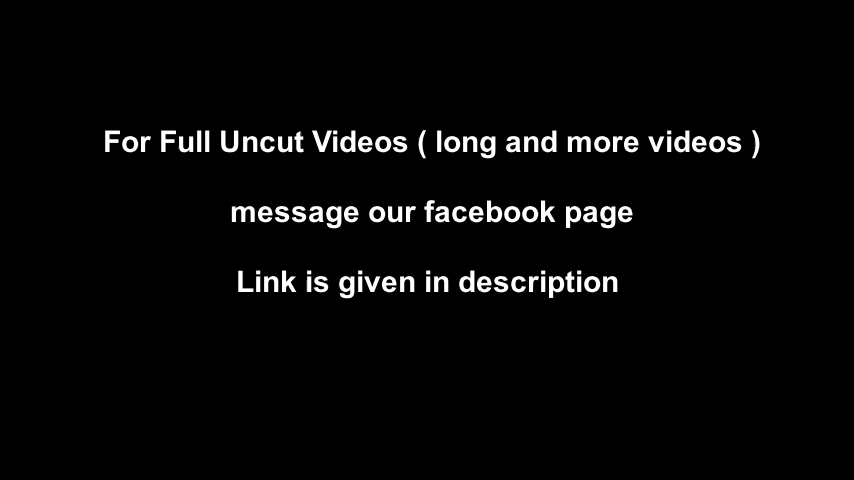 For Full Uncut Videos ( long and more videos )
message our facebook page
Link is given in description